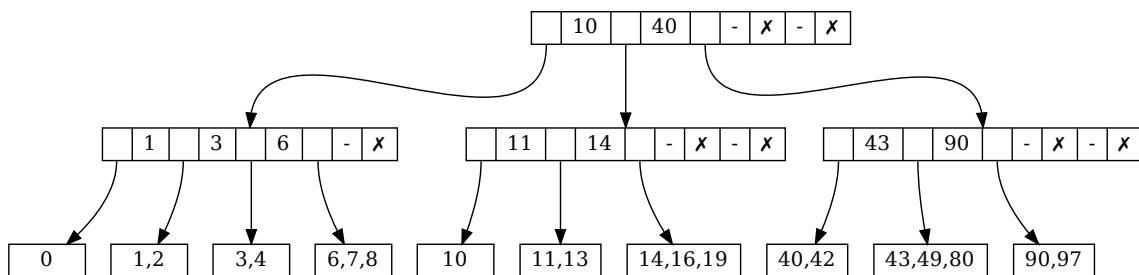 10 40 - ✗ - ✗
1 3 6 - ✗
11 14 - ✗ - ✗
43 90 - ✗ - ✗
0
1,2
3,4
6,7,8
10
11,13
14,16,19
40,42
43,49,80
90,97